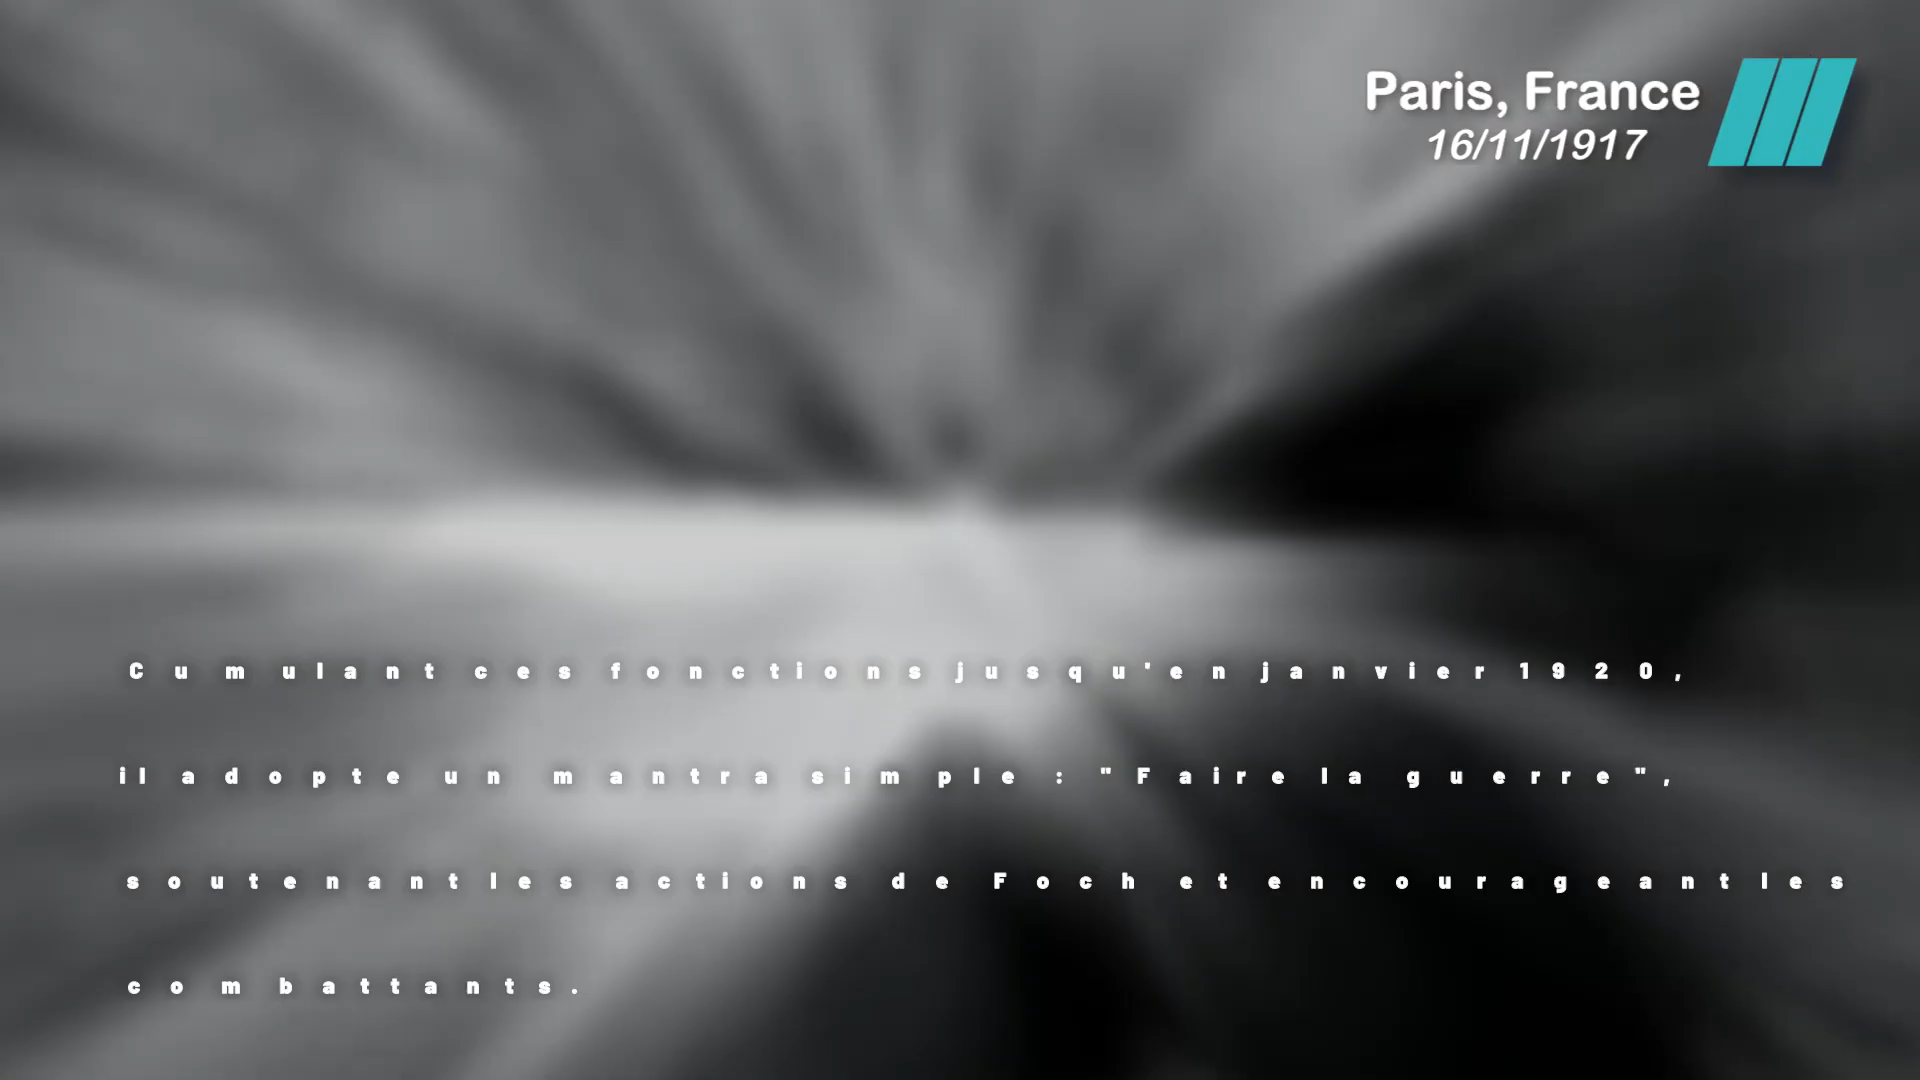 Paris, France
16/11/1917
Cumulant ces fonctions jusqu'en janvier 1920,
il adopte un mantra simple : "Faire la guerre",
soutenant les actions de Foch et encourageant les
combattants.